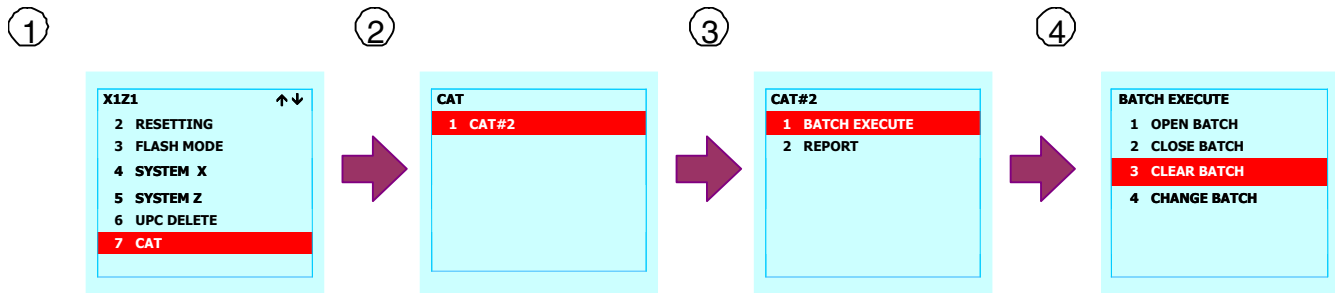 1
X1Z1
2 RESETTING
3 FLASH MODE
4 SYSTEM X
5 SYSTEM Z
6 UPC DELETE
7 CAT
2
CAT
1 CAT#2
3
CAT#2
1 BATCH EXECUTE
2 REPORT
4
BATCH EXECUTE
1 OPEN BATCH
2 CLOSE BATCH
3 CLEAR BATCH
4 CHANGE BATCH